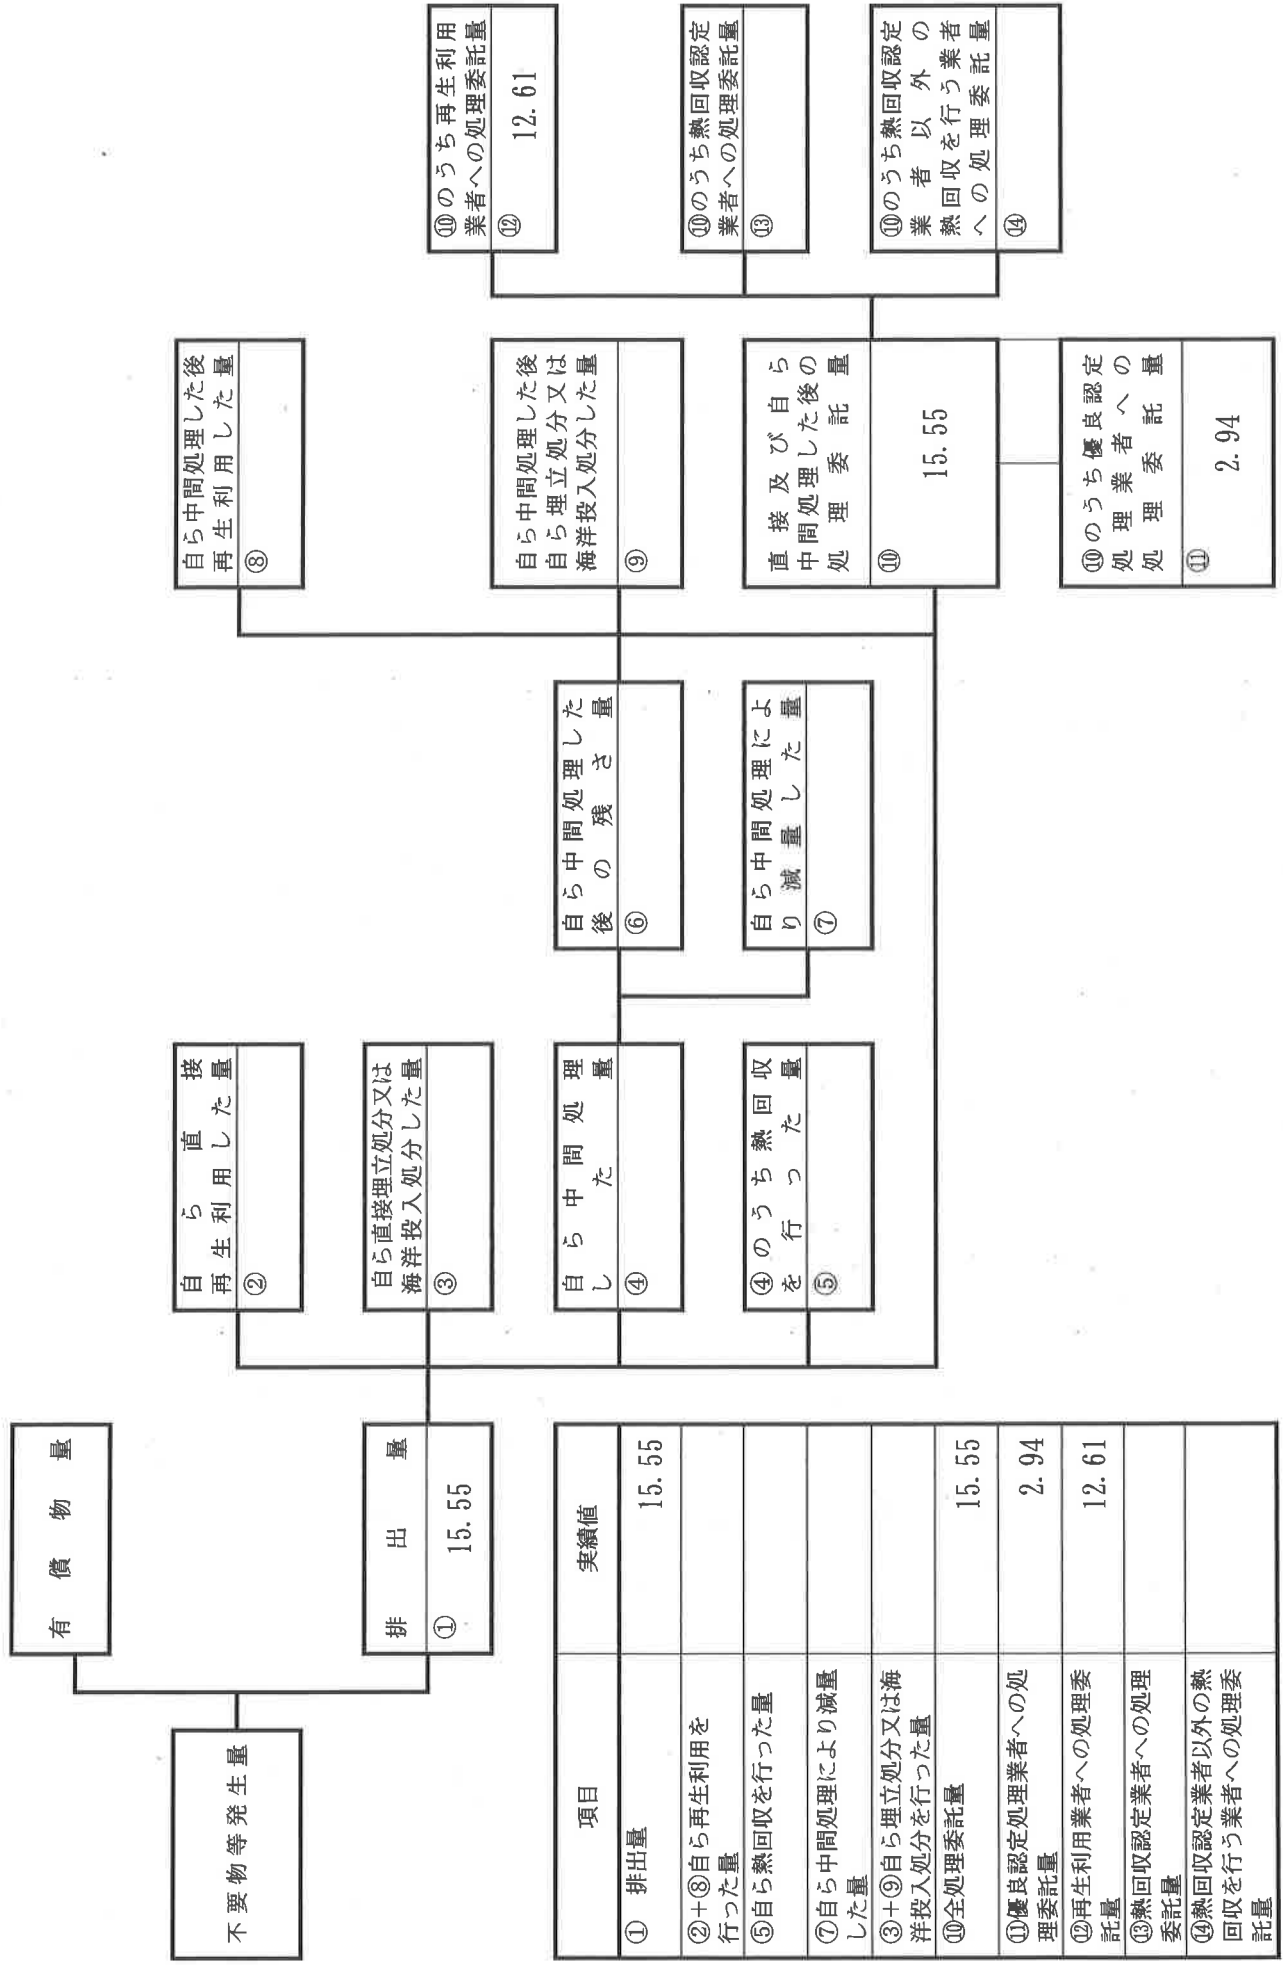 不要物等発生量
有償物量
排出量
①
15.55
自ら直接
再生利用した量
②
自ら直接埋立処分又は
海洋投入処分した量
③
自ら中間処理
した量
④
④のうち熱回収
を行った量
⑤
自ら中間処理した
後の残さ量
⑥
自ら中間処理によ
り減量した量
⑦
自ら中間処理した後
再生利用した量
⑧
自ら中間処理した後
自ら埋立処分又は
海洋投入処分した量
⑨
直接及び自ら
中間処理した後の
処理委託量
⑩
15.55
⑩のうち優良認定
処理業者への
処理委託量
⑪
2.94
⑩のうち再生利用
業者への処理委託量
⑫
12.61
⑩のうち熱回収認定
業者への処理委託量
⑬
⑩のうち熱回収認定
業者以外の
熱回収を行う業者
への処理委託量
⑭
項目 実績値
① 排出量 15.55
②+⑧自ら再生利用を
行った量
⑤自ら熱回収を行った量
⑦自ら中間処理により減量
した量
③+⑨自ら埋立処分又は海
洋投入処分を行った量
⑩全処理委託量 15.55
⑪優良認定処理業者への処
理委託量 2.94
⑫再生利用業者への処理委
託量 12.61
⑬熱回収認定業者への処理
委託量
⑭熱回収認定業者以外の熱
回収を行う業者への処理委
託量